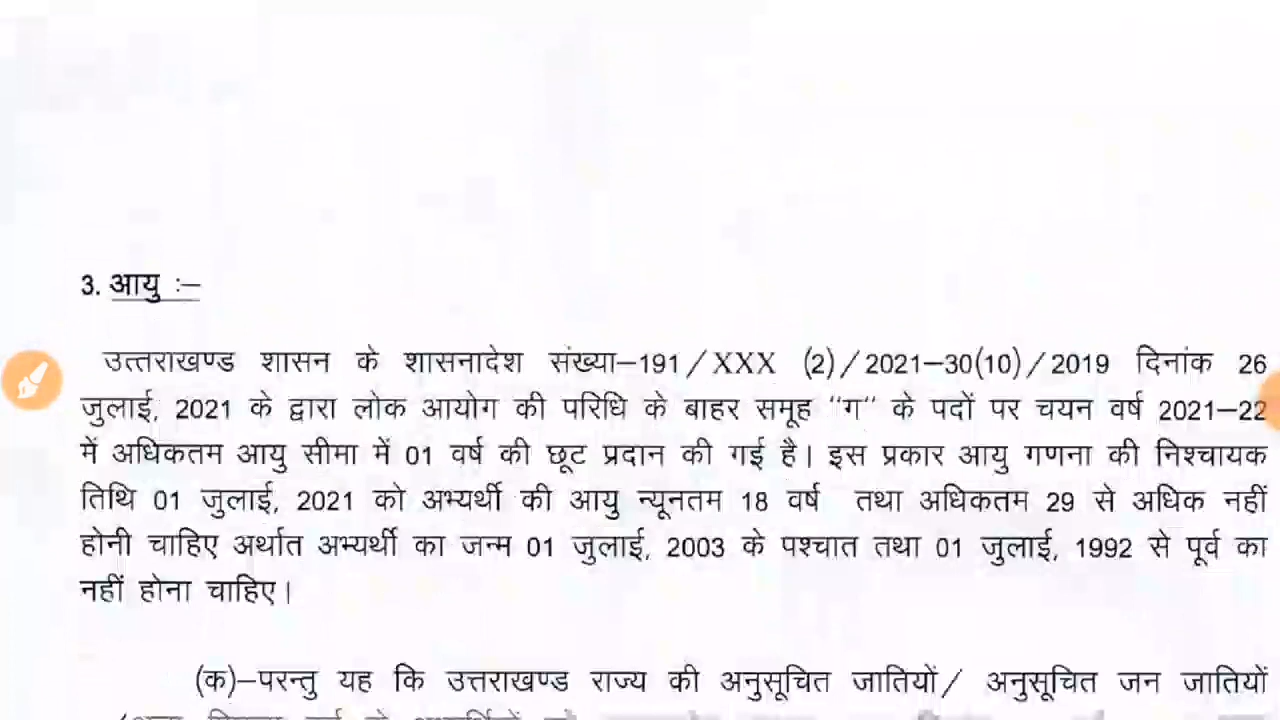 3. आयु :–
उत्तराखण्ड शासन के शासनादेश संख्या–191/XXX (2)/2021–30(10)/2019 दिनांक 26
जुलाई, 2021 के द्वारा लोक आयोग की परिधि के बाहर समूह "ग" के पदों पर चयन वर्ष 2021–22
में अधिकतम आयु सीमा में 01 वर्ष की छूट प्रदान की गई है। इस प्रकार आयु गणना की निश्चायक
तिथि 01 जुलाई, 2021 को अभ्यर्थी की आयु न्यूनतम 18 वर्ष तथा अधिकतम 29 से अधिक नहीं
होनी चाहिए अर्थात अभ्यर्थी का जन्म 01 जुलाई, 2003 के पश्चात तथा 01 जुलाई, 1992 से पूर्व का
नहीं होना चाहिए।
(क)–परन्तु यह कि उत्तराखण्ड राज्य की अनुसूचित जातियों/ अनुसूचित जन जातियों